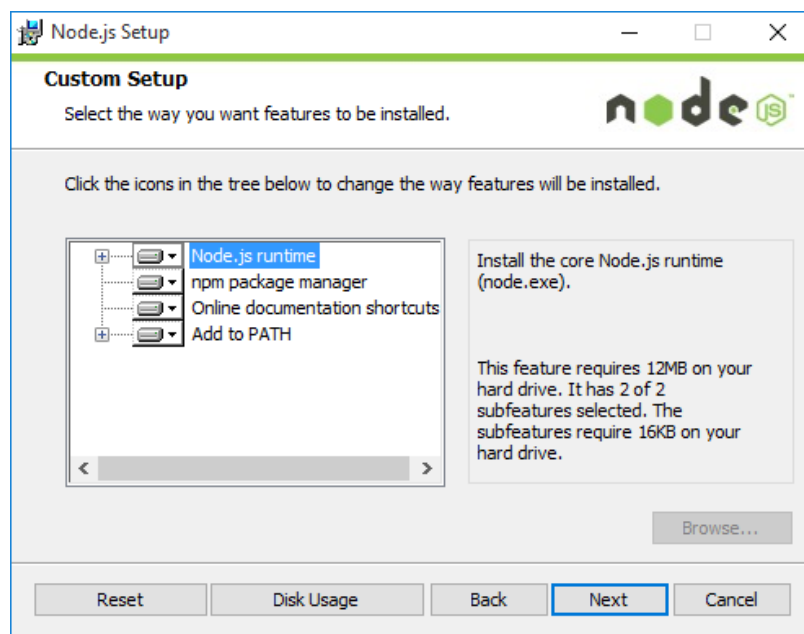 Node.js Setup
Custom Setup
Select the way you want features to be installed.
node JS
Click the icons in the tree below to change the way features will be installed.
Node.js runtime
npm package manager
Online documentation shortcuts
Add to PATH
Install the core Node.js runtime
(node.exe).
This feature requires 12MB on your
hard drive. It has 2 of 2
subfeatures selected. The
subfeatures require 16KB on your
hard drive.
Browse...
Reset
Disk Usage
Back
Next
Cancel